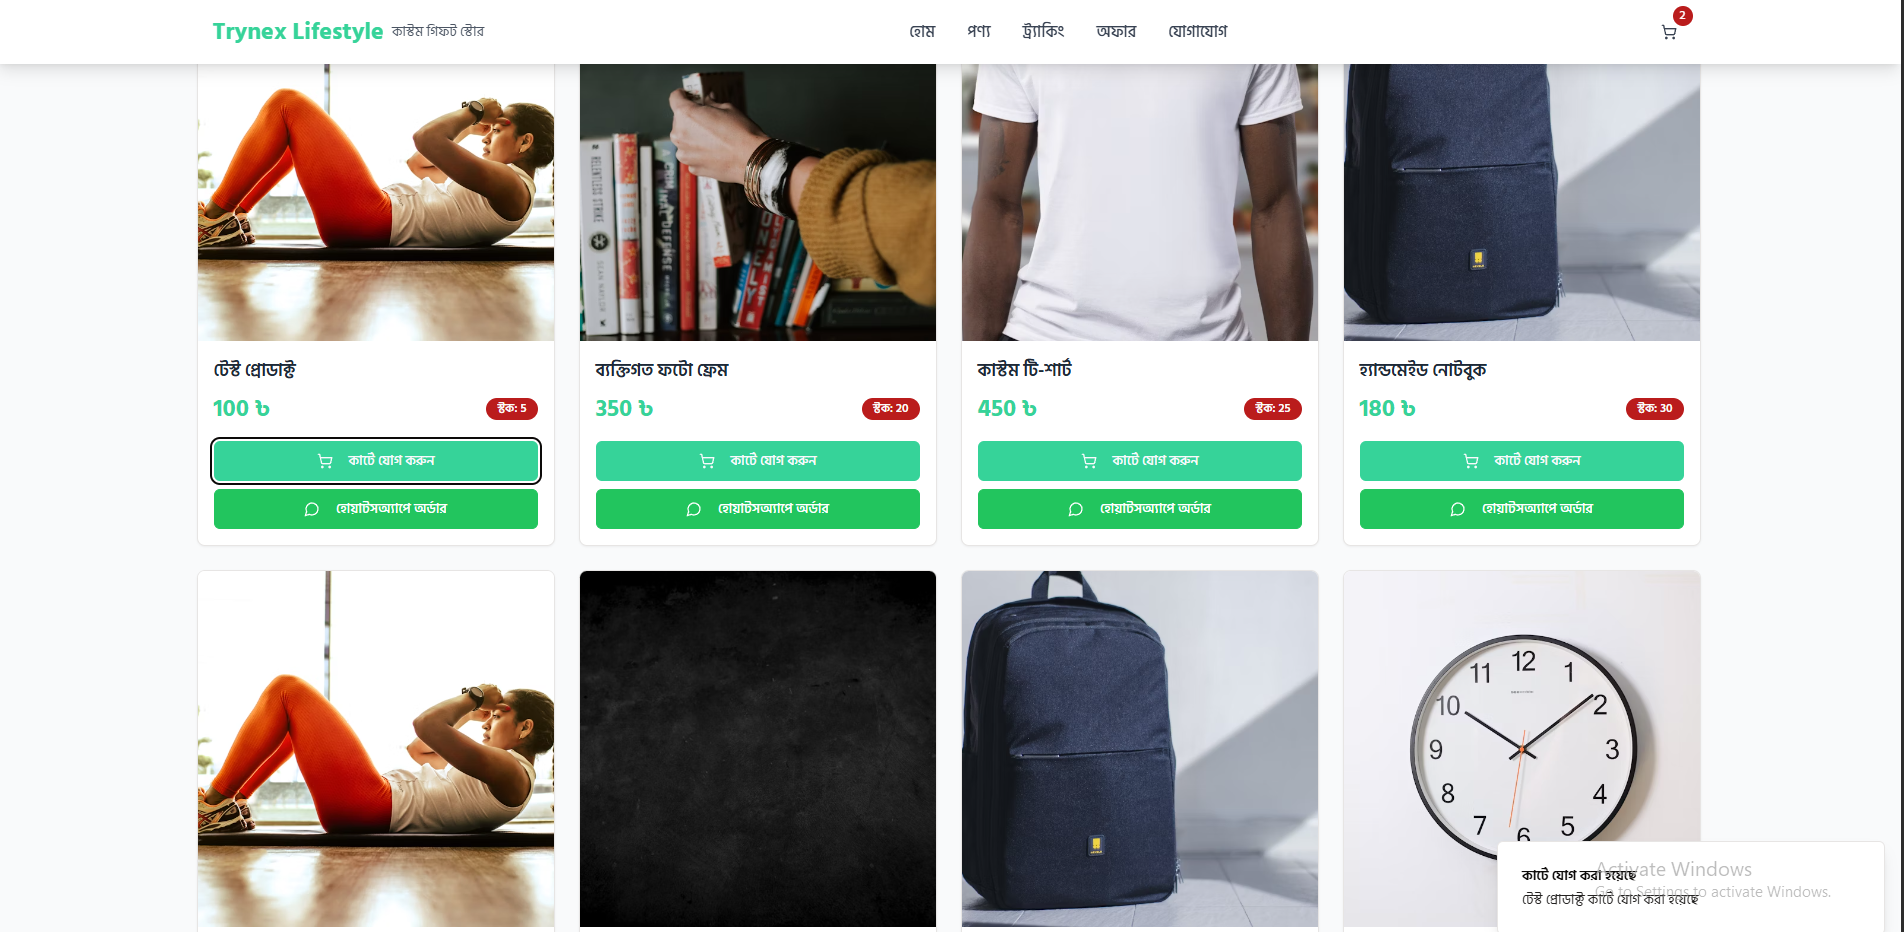 Trynex Lifestyle কাস্টম গিফট স্টোর
হোম পণ্য ট্র্যাকিং অফার যোগাযোগ
2
টেস্ট প্রোডাক্ট
100 ৳
স্টক: 5
কার্টে যোগ করুন
হোয়াটসঅ্যাপে অর্ডার
ব্যক্তিগত ফটো ফ্রেম
350 ৳
স্টক: 20
কার্টে যোগ করুন
হোয়াটসঅ্যাপে অর্ডার
কাস্টম টি-শার্ট
450 ৳
স্টক: 25
কার্টে যোগ করুন
হোয়াটসঅ্যাপে অর্ডার
হ্যান্ডমেইড নোটবুক
180 ৳
স্টক: 30
কার্টে যোগ করুন
হোয়াটসঅ্যাপে অর্ডার
12
1
2
3
4
5
6
7
8
9
10
11
কার্টে যোগ করা হয়েছে
টেস্ট প্রোডাক্ট কার্টে যোগ করা হয়েছে
Activate Windows
Go to Settings to activate Windows.